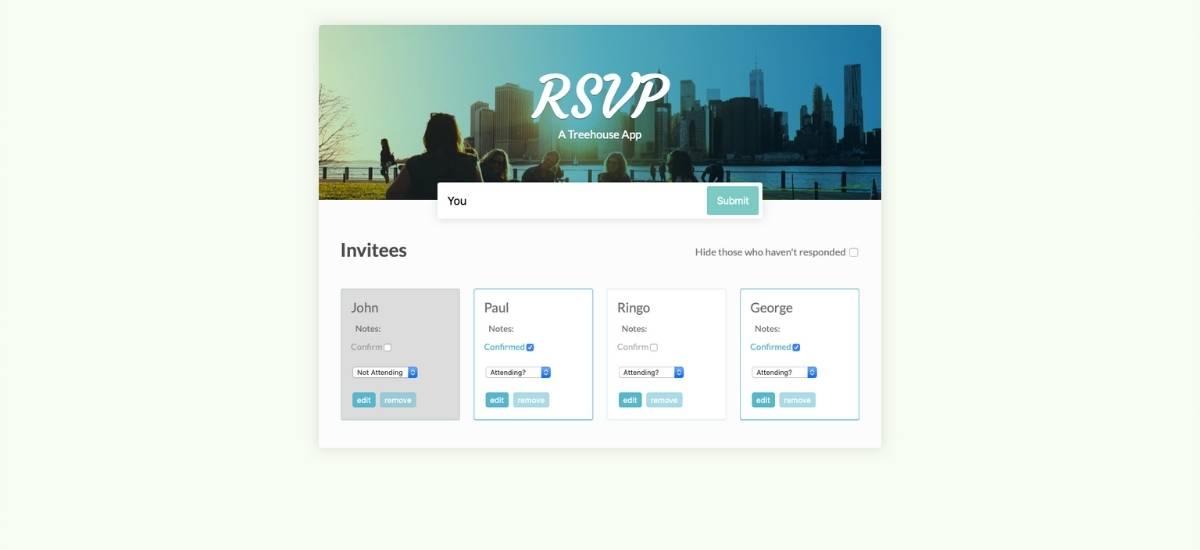 RSVP
A Treehouse App
You
Submit
Invitees
Hide those who haven't responded
John
Notes:
Confirm
Not Attending
edit remove
Paul
Notes:
Confirmed
Attending?
edit remove
Ringo
Notes:
Confirm
Attending?
edit remove
George
Notes:
Confirmed
Attending?
edit remove